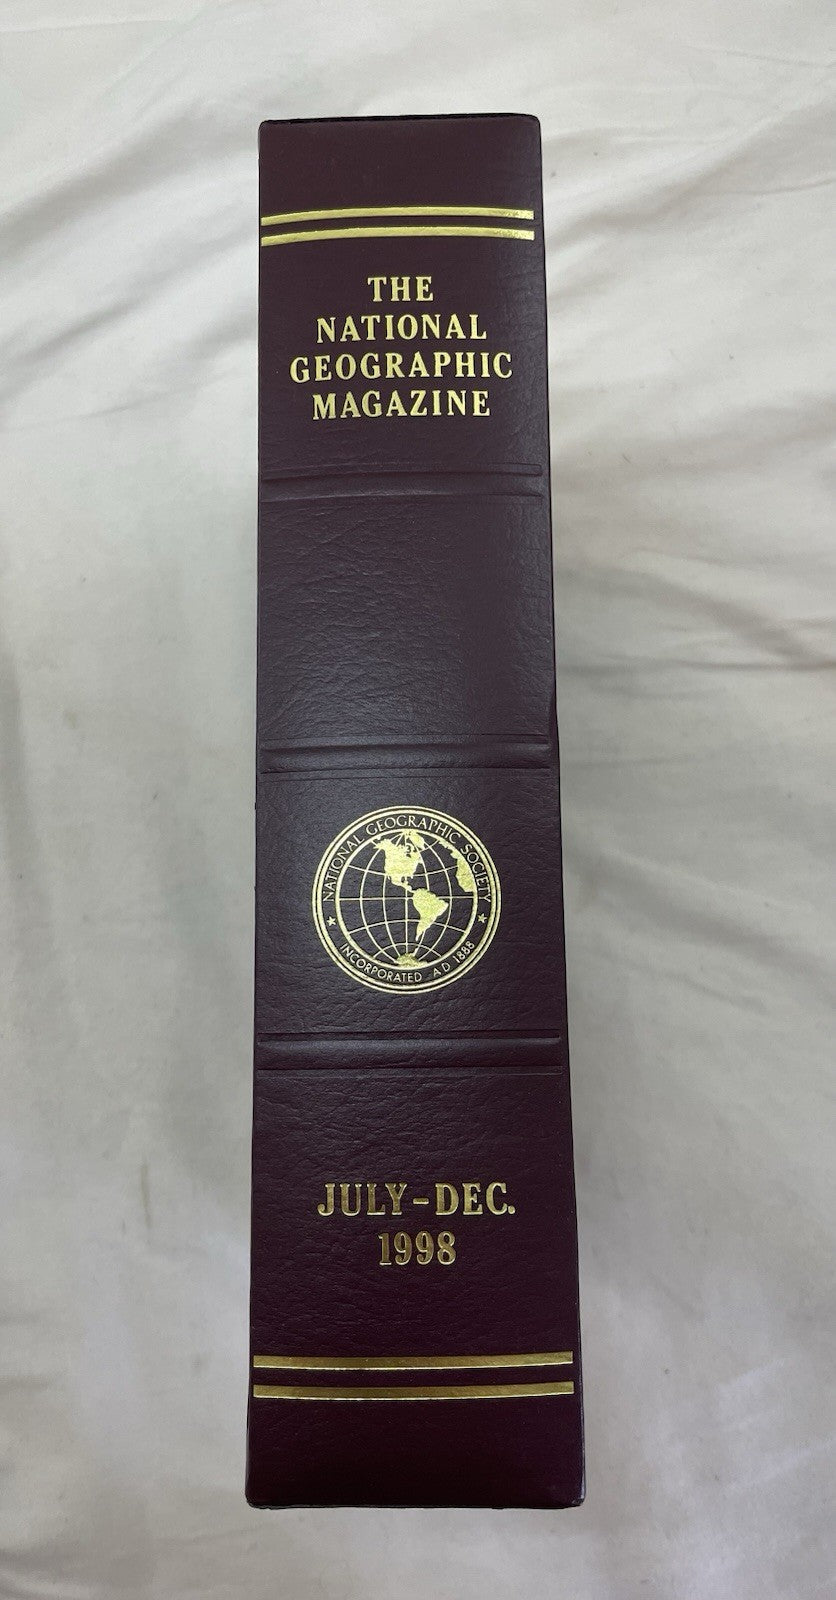 THE
NATIONAL
GEOGRAPHIC
MAGAZINE
NATIONAL GEOGRAPHIC SOCIETY
INCORPORATED A.D. 1888
JULY-DEC.
1998